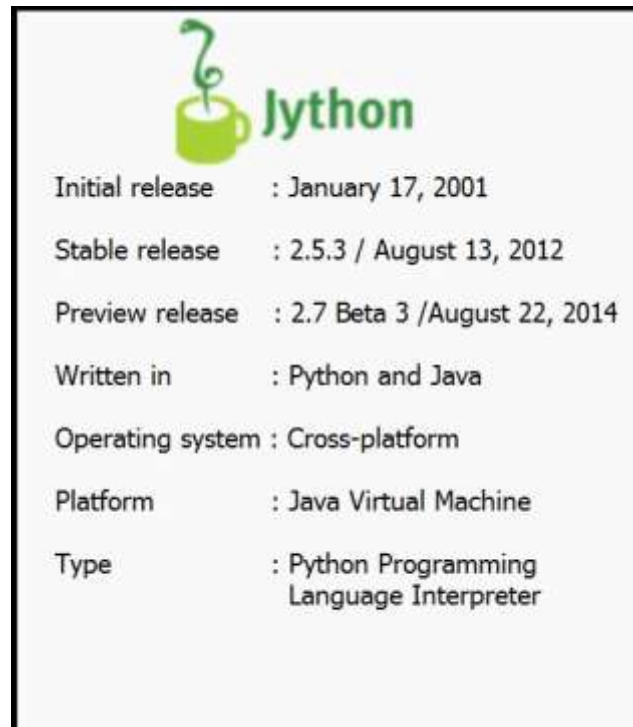 Jython
Initial release : January 17, 2001
Stable release : 2.5.3 / August 13, 2012
Preview release : 2.7 Beta 3 /August 22, 2014
Written in : Python and Java
Operating system : Cross-platform
Platform : Java Virtual Machine
Type : Python Programming
Language Interpreter